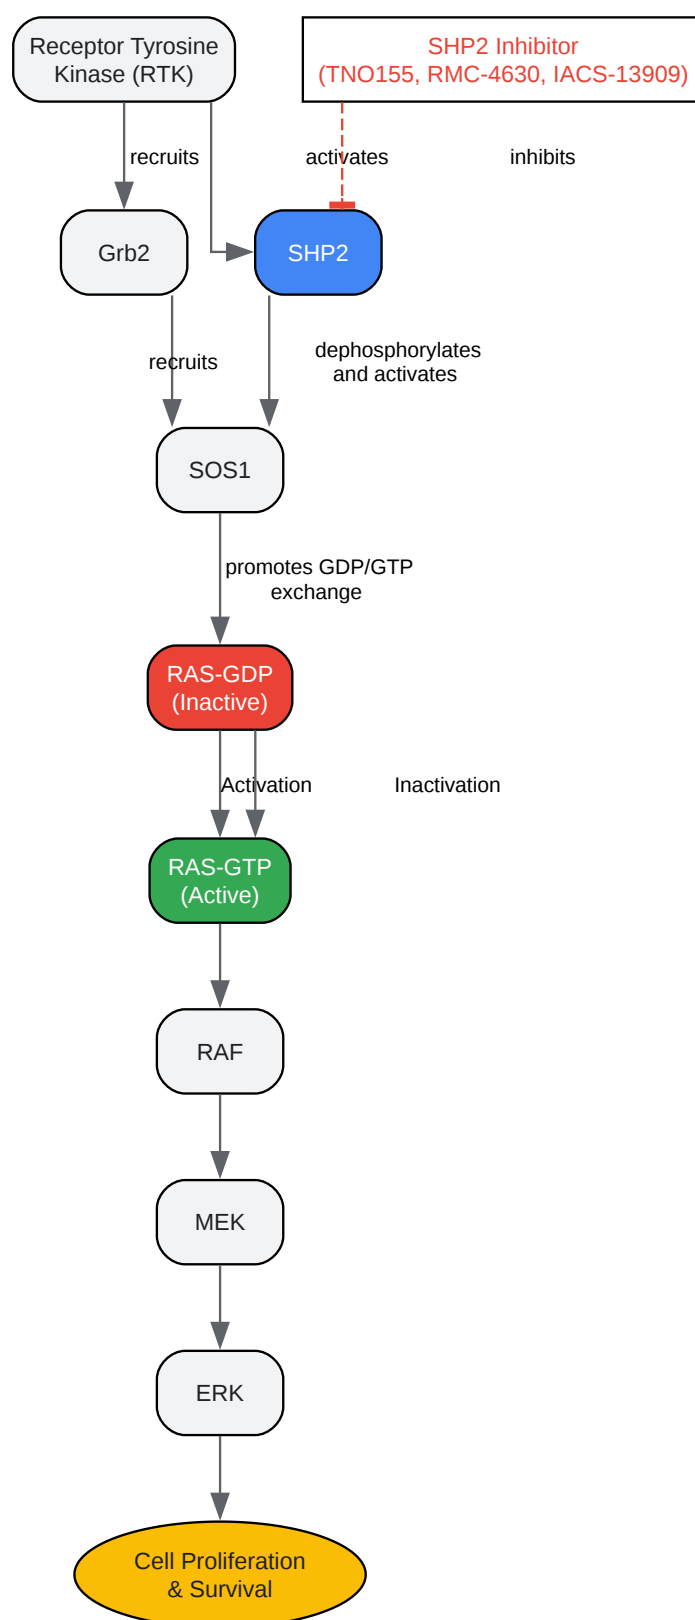 Receptor Tyrosine
Kinase (RTK)
SHP2 Inhibitor
(TNO155, RMC-4630, IACS-13909)
recruits
activates
inhibits
Grb2
SHP2
recruits
dephosphorylates
and activates
SOS1
promotes GDP/GTP
exchange
RAS-GDP
(Inactive)
Activation
Inactivation
RAS-GTP
(Active)
RAF
MEK
ERK
Cell Proliferation
& Survival